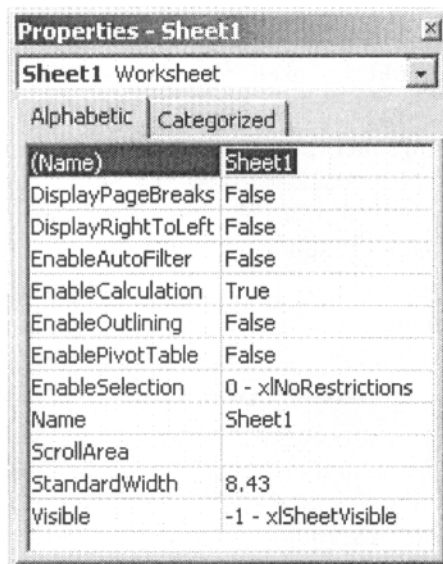 Properties - Sheet1
Sheet1 Worksheet
Alphabetic Categorized
(Name) Sheet1
DisplayPageBreaks False
DisplayRightToLeft False
EnableAutoFilter False
EnableCalculation True
EnableOutlining False
EnablePivotTable False
EnableSelection 0 - xlNoRestrictions
Name Sheet1
ScrollArea
StandardWidth 8.43
Visible -1 - xlSheetVisible